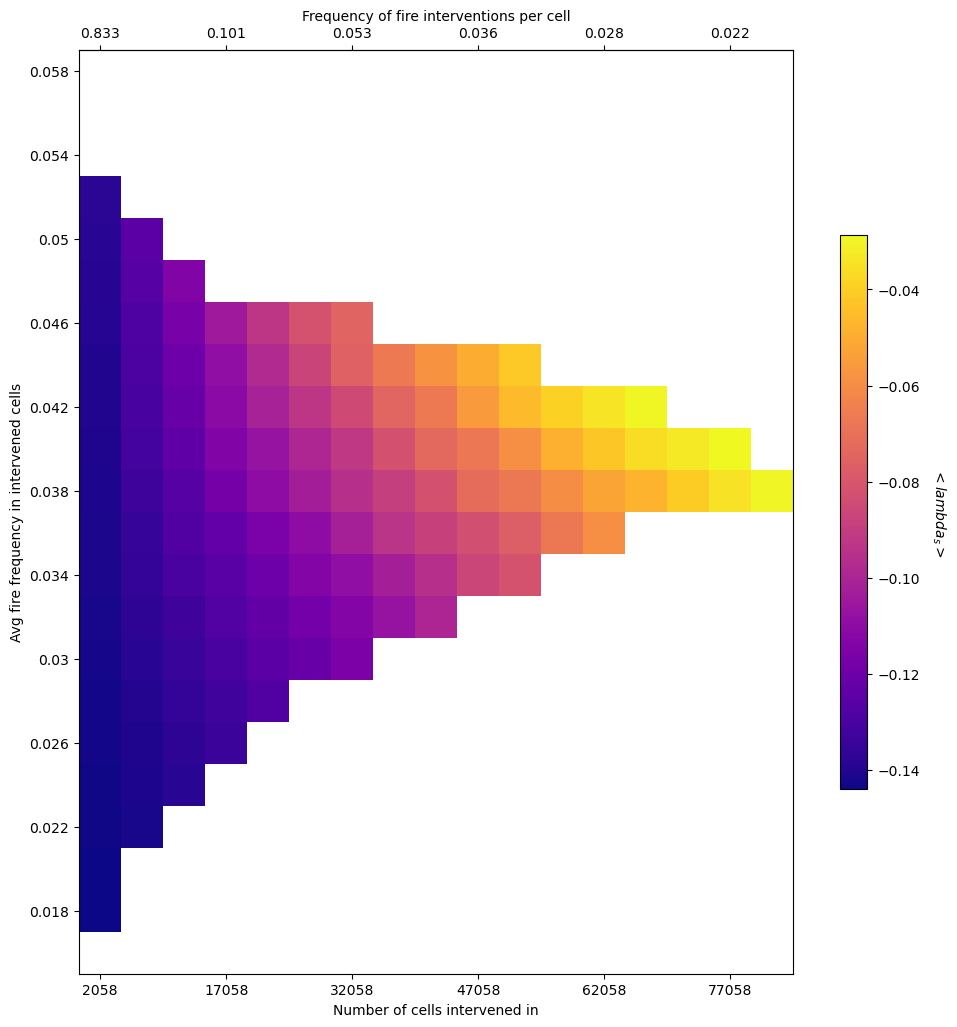 Frequency of fire interventions per cell
0.833 0.101 0.053 0.036 0.028 0.022
Avg fire frequency in intervened cells
0.058
0.054
0.05
0.046
0.042
0.038
0.034
0.03
0.026
0.022
0.018
2058 17058 32058 47058 62058 77058
Number of cells intervened in
−0.04
−0.06
−0.08
−0.10
−0.12
−0.14
<lambda_s>